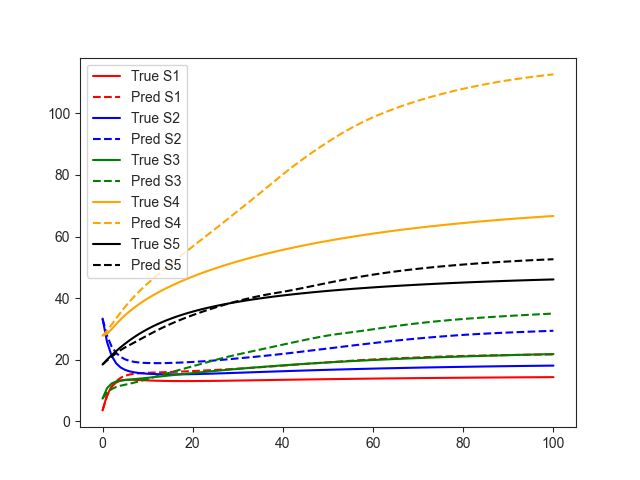 True S1
Pred S1
True S2
Pred S2
True S3
Pred S3
True S4
Pred S4
True S5
Pred S5
100
80
60
40
20
0
0 20 40 60 80 100